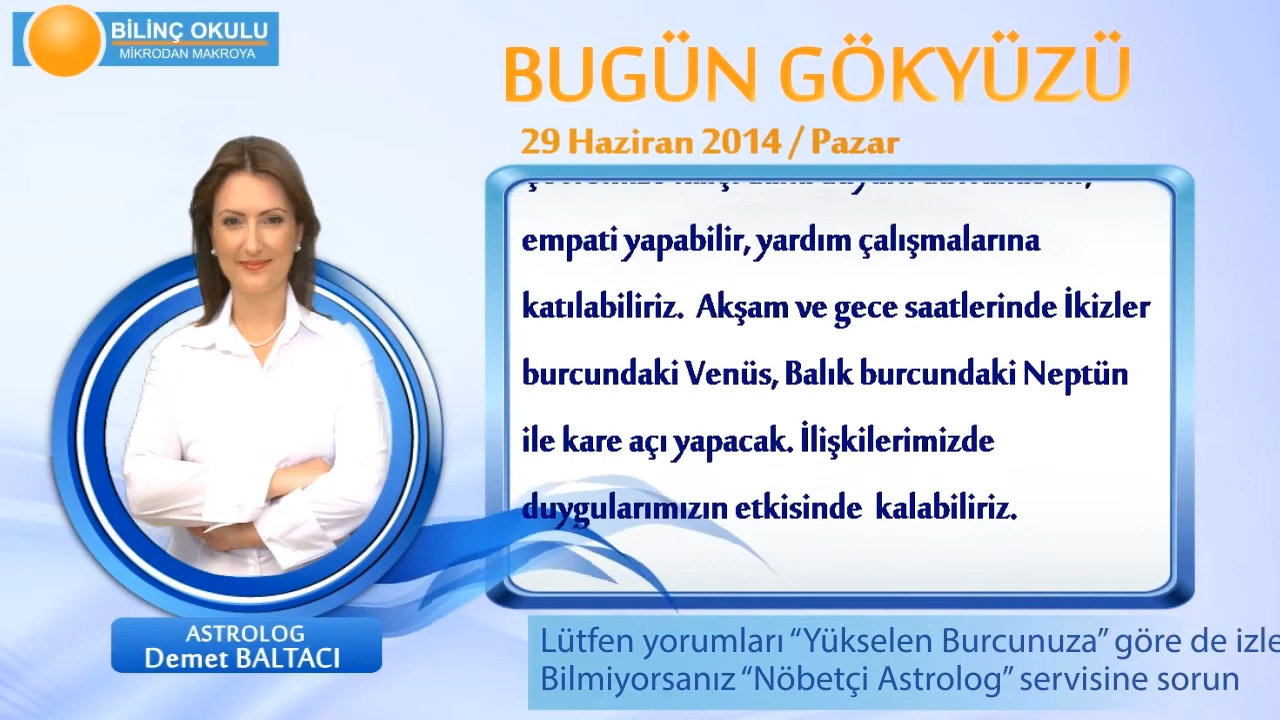 BİLİNÇ OKULU
MİKRODAN MAKROYA
BUGÜN GÖKYÜZÜ
29 Haziran 2014 / Pazar
empati yapabilir, yardım çalışmalarına
katılabiliriz. Akşam ve gece saatlerinde İkizler
burcundaki Venüs, Balık burcundaki Neptün
ile kare açı yapacak. İlişkilerimizde
duygularımızın etkisinde kalabiliriz.
ASTROLOG
Demet BALTACI
Lütfen yorumları “Yükselen Burcunuza” göre de izle
Bilmiyorsanız “Nöbetçi Astrolog” servisine sorun